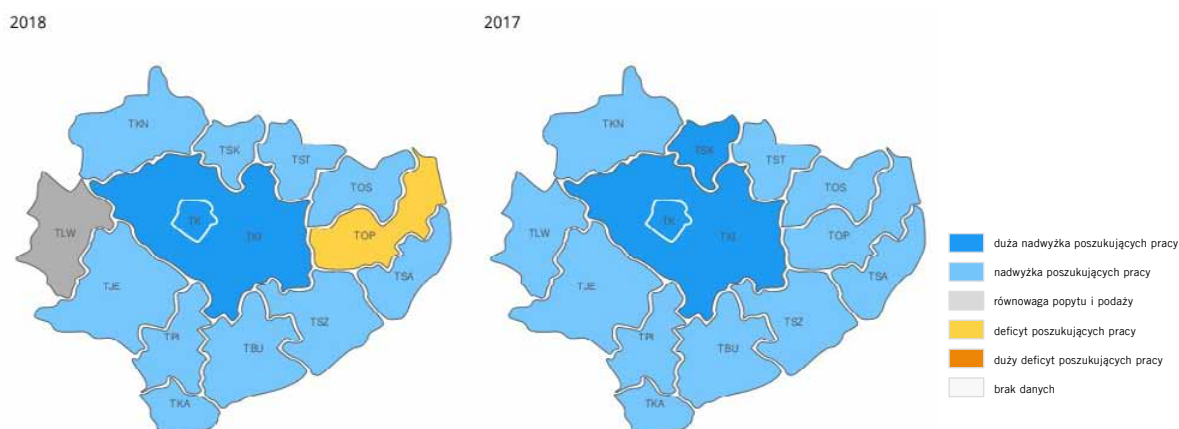 2018
2017
TKN
TSK
TST
TOS
TK
TKI
TOP
TLW
TSA
TJE
TSZ
TPI
TBU
TKA
TKN
TSK
TST
TOS
TK
TKI
TOP
TLW
TSA
TJE
TSZ
TPI
TBU
TKA
duża nadwyżka poszukujących pracy
nadwyżka poszukujących pracy
równowaga popytu i podaży
deficyt poszukujących pracy
duży deficyt poszukujących pracy
brak danych